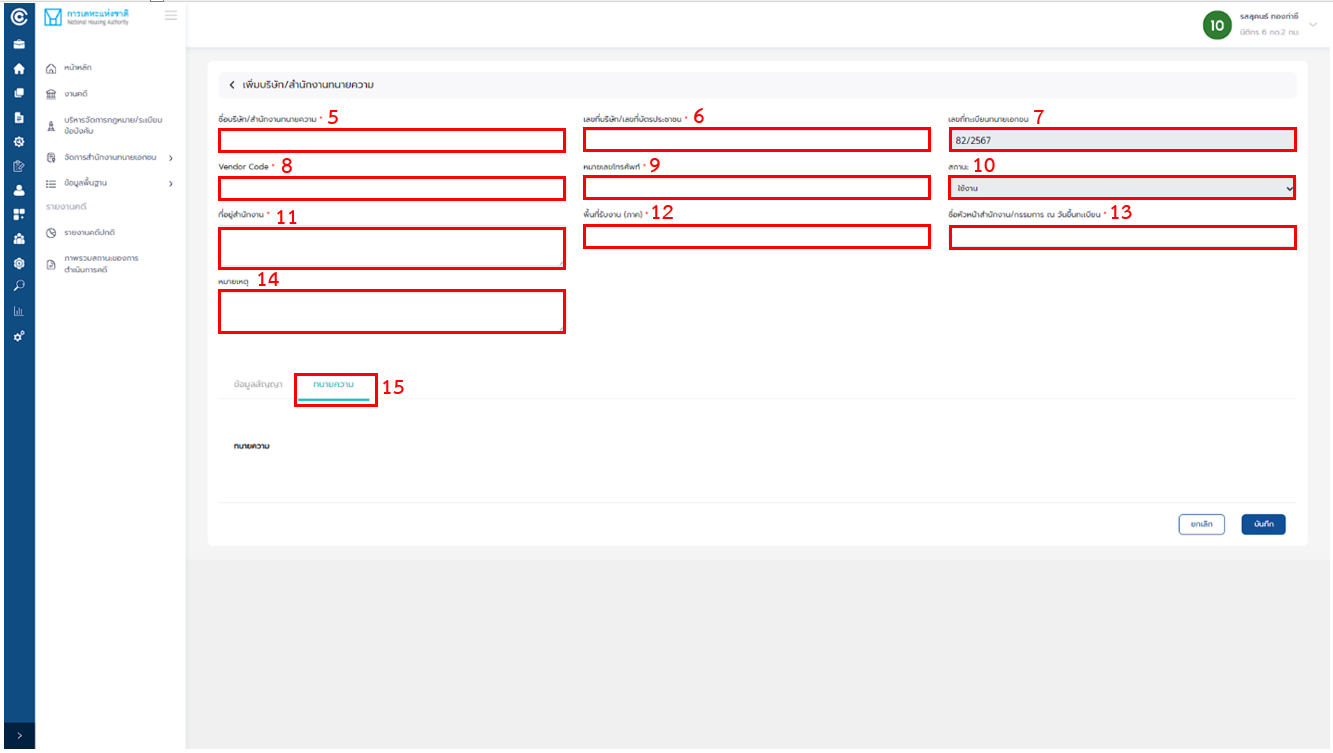 การเคหะแห่งชาติ
National Housing Authority
10
รสสุคนธ์ ทองก่ำชี
นิติกร 6 กด.2 กม.
หน้าหลัก
งานคดี
บริหารจัดการกฎหมาย/ระเบียบ
ข้อบังคับ
จัดการสำนักงานทนายเอกชน
ข้อมูลพื้นฐาน
รายงานคดี
รายงานคดีปกติ
ภาพรวมสถานะของการ
ดำเนินการคดี
เพิ่มบริษัท/สำนักงานทนายความ
ชื่อบริษัท/สำนักงานทนายความ * 5
เลขที่บริษัท/เลขที่บัตรประชาชน * 6
เลขที่ทะเบียนทนายเอกชน 7
82/2567
Vendor Code * 8
หมายเลขโทรศัพท์ * 9
สถานะ 10
ใช้งาน
ที่อยู่สำนักงาน * 11
พื้นที่รับงาน (ภาค) * 12
ชื่อหัวหน้าสำนักงาน/กรรมการ ณ วันขึ้นทะเบียน * 13
หมายเหตุ 14
ข้อมูลสัญญา
ทนายความ 15
ทนายความ
ยกเลิก
บันทึก